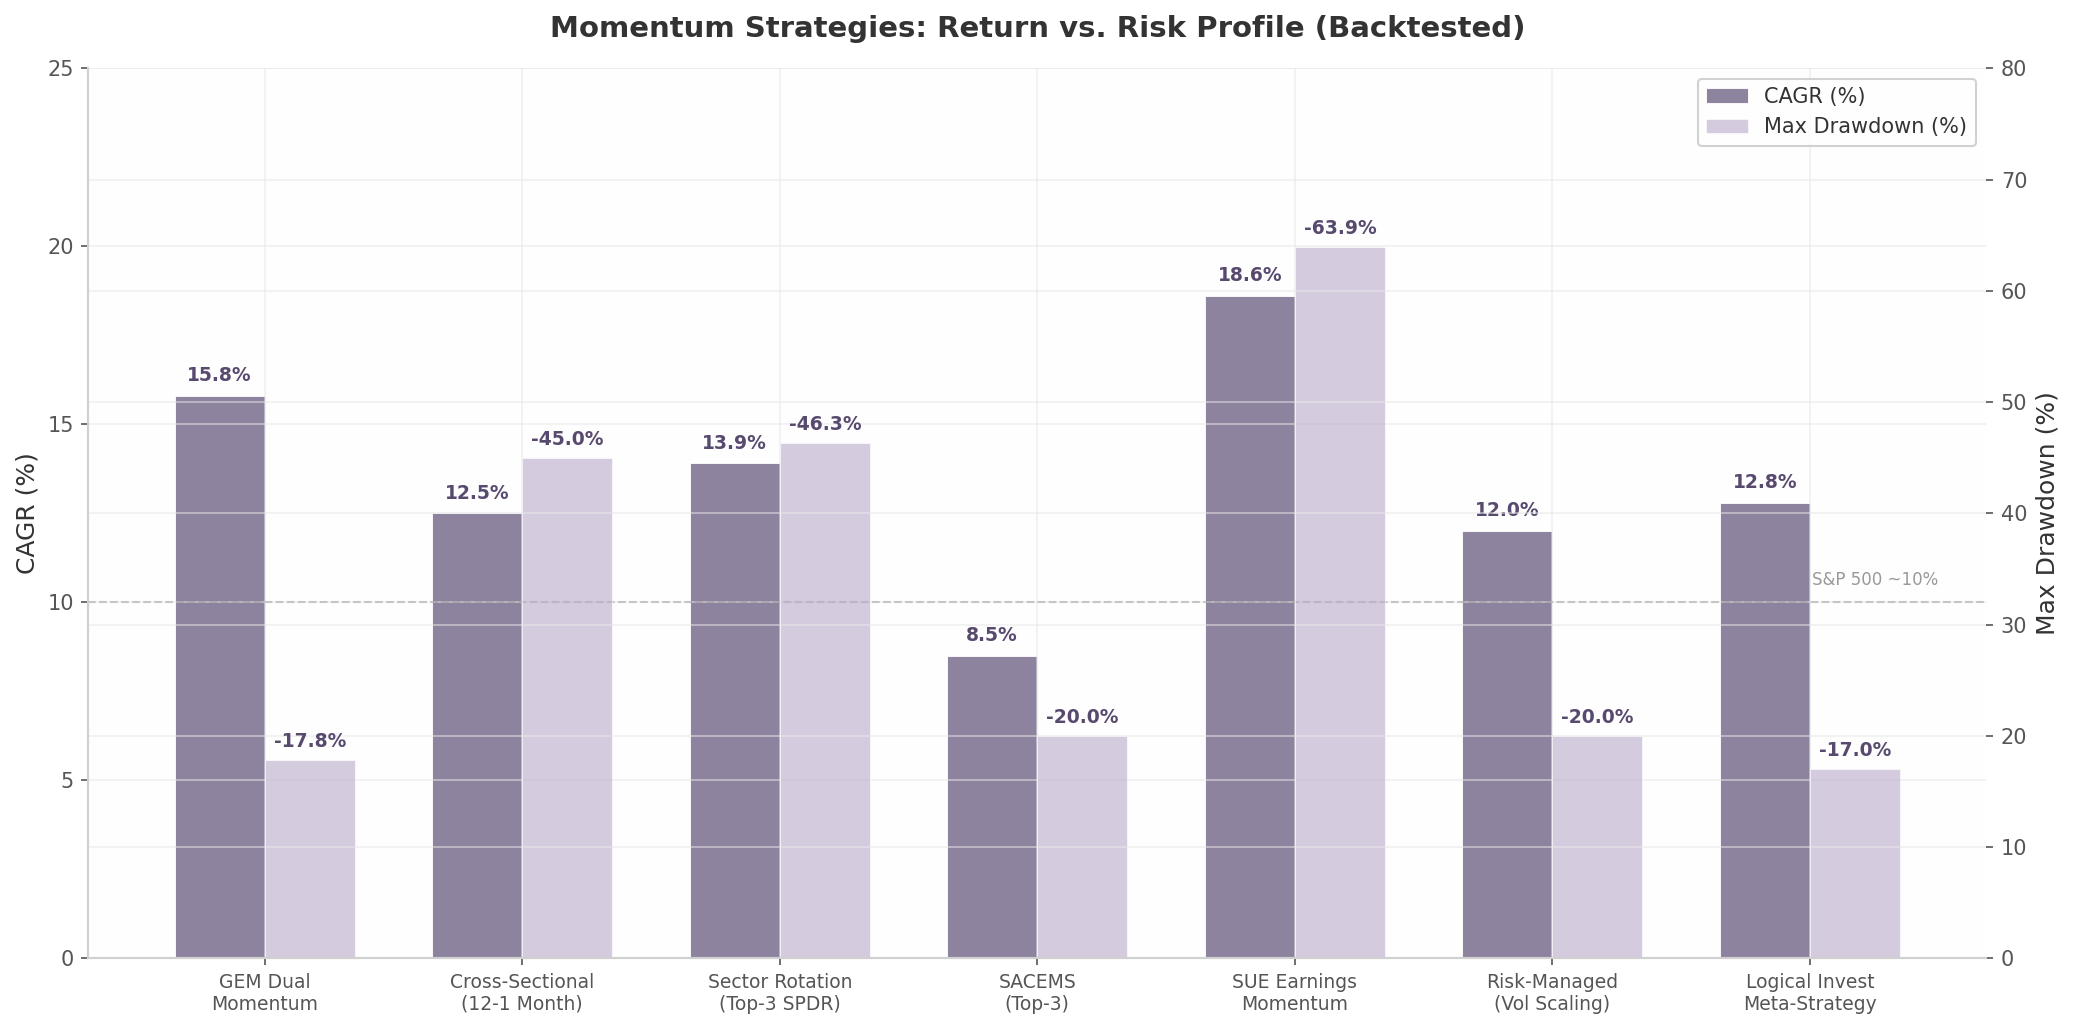 Momentum Strategies: Return vs. Risk Profile (Backtested)
CAGR (%)
Max Drawdown (%)
25
20
15
10
5
0
CAGR (%)
80
70
60
50
40
30
20
10
0
Max Drawdown (%)
15.8%
-17.8%
12.5%
-45.0%
13.9%
-46.3%
8.5%
-20.0%
18.6%
-63.9%
12.0%
-20.0%
12.8%
-17.0%
S&P 500 ~10%
GEM Dual
Momentum
Cross-Sectional
(12-1 Month)
Sector Rotation
(Top-3 SPDR)
SACEMS
(Top-3)
SUE Earnings
Momentum
Risk-Managed
(Vol Scaling)
Logical Invest
Meta-Strategy